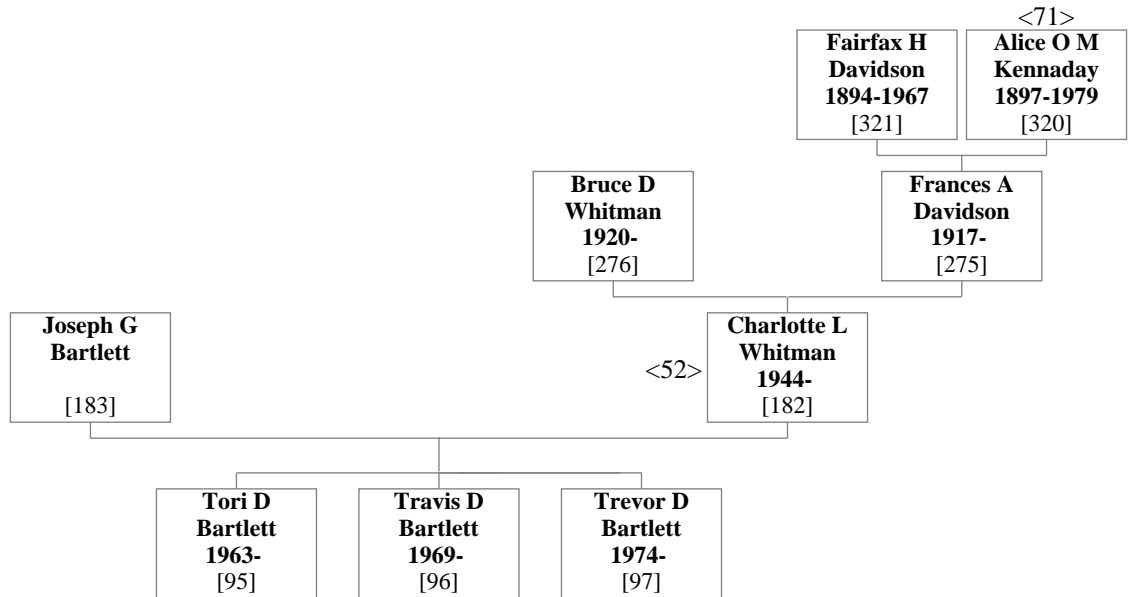 <71>
Fairfax H
Davidson
1894-1967
[321]
Alice O M
Kennaday
1897-1979
[320]
Bruce D
Whitman
1920-
[276]
Frances A
Davidson
1917-
[275]
Joseph G
Bartlett
[183]
<52>
Charlotte L
Whitman
1944-
[182]
Tori D
Bartlett
1963-
[95]
Travis D
Bartlett
1969-
[96]
Trevor D
Bartlett
1974-
[97]